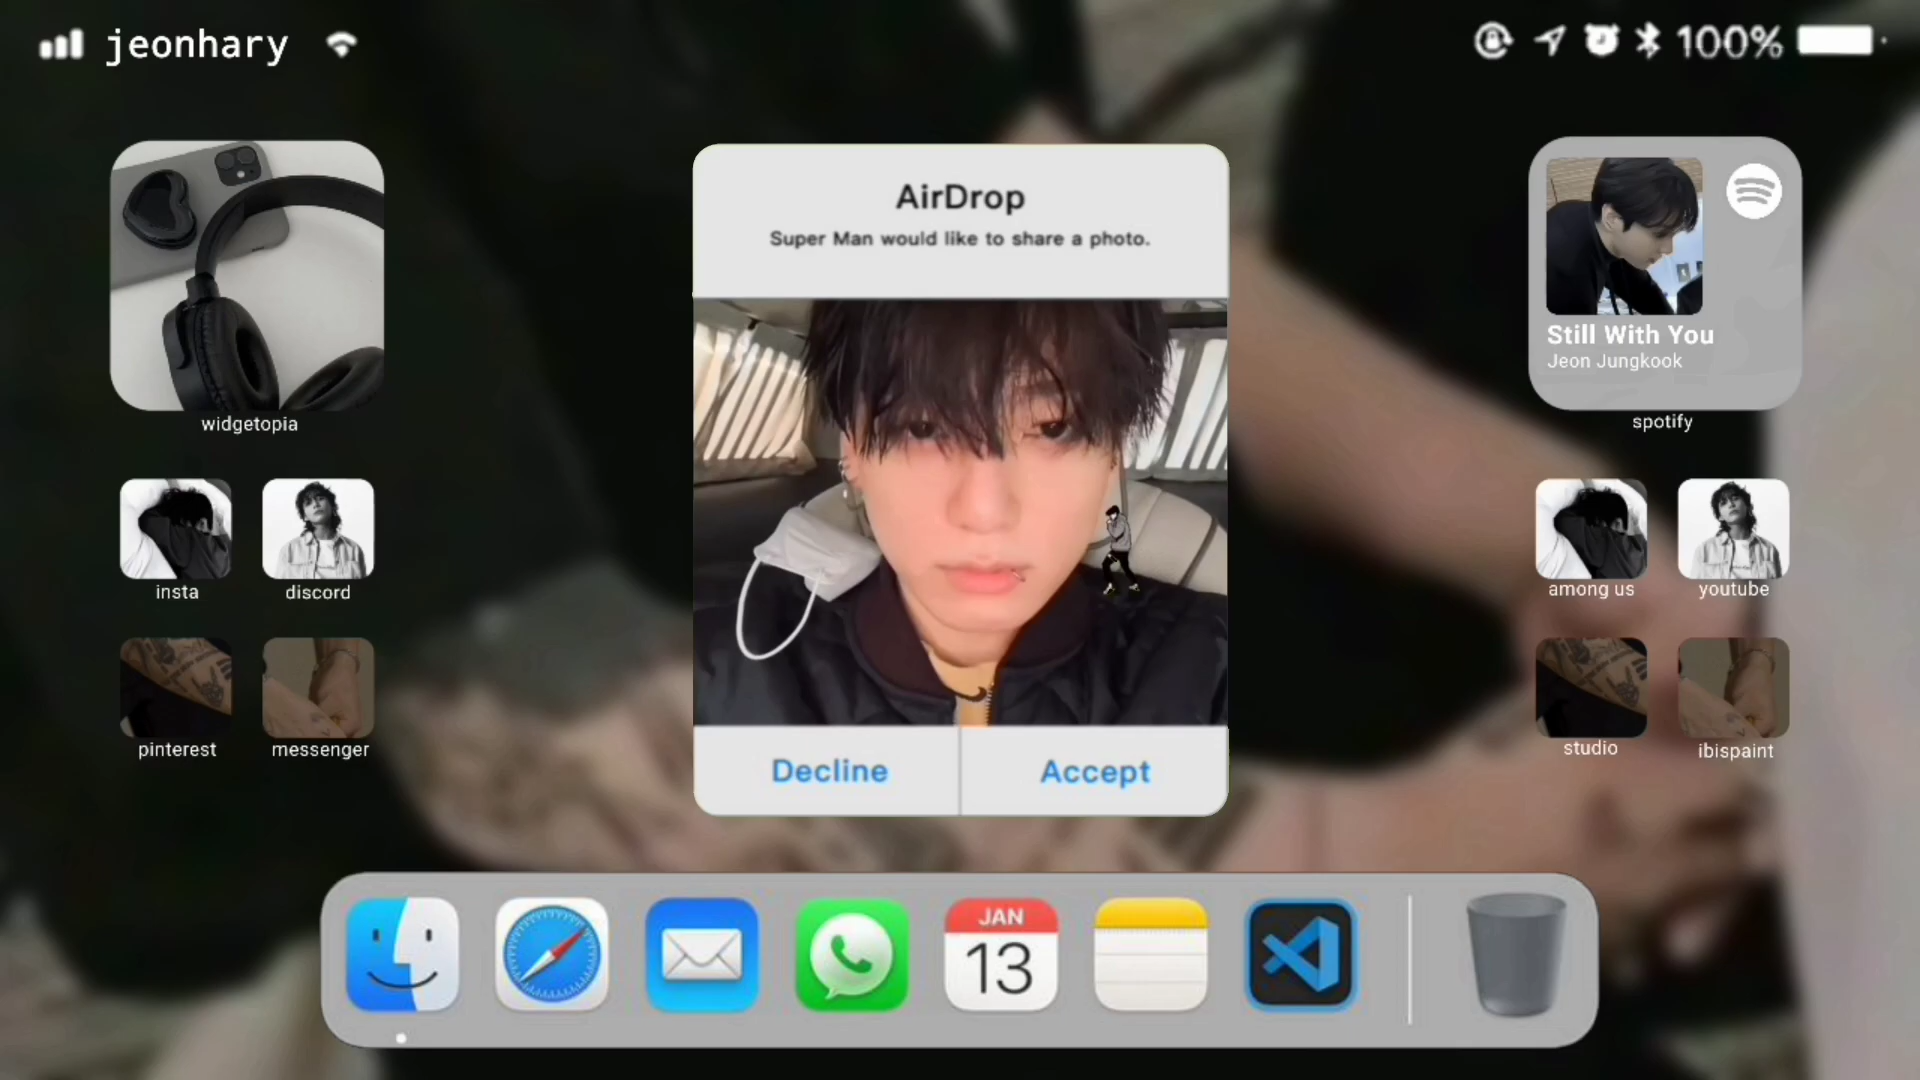 jeonhary
100%
AirDrop
Super Man would like to share a photo.
Still With You
Jeon Jungkook
widgetopia
spotify
insta
discord
among us
youtube
pinterest
messenger
studio
ibispaint
Decline
Accept
JAN
13